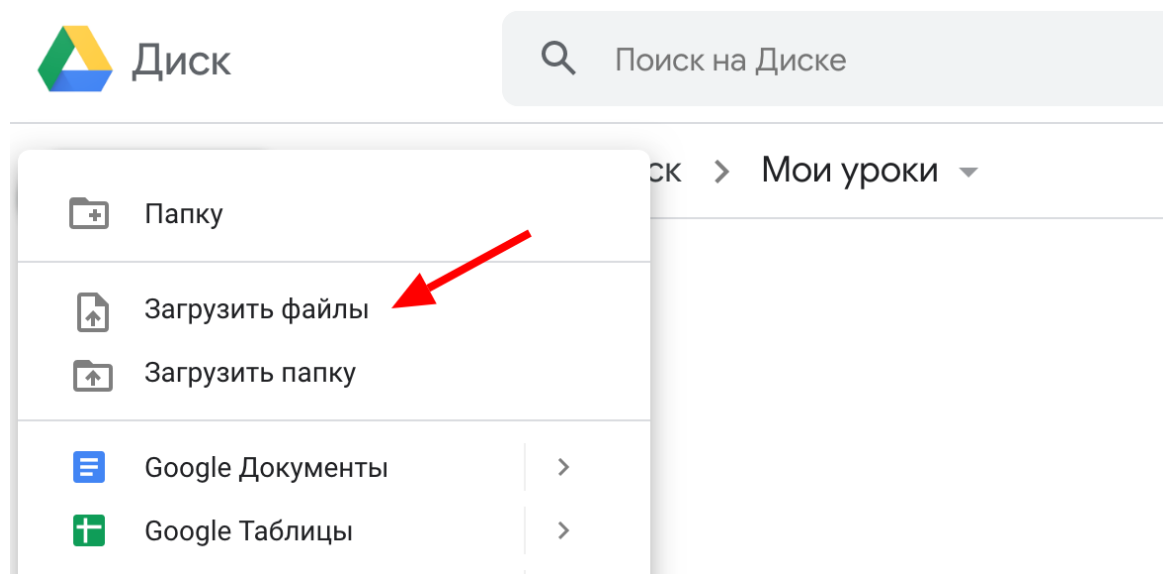 Диск
Поиск на Диске
ск > Мои уроки
Папку
Загрузить файлы
Загрузить папку
Google Документы
Google Таблицы